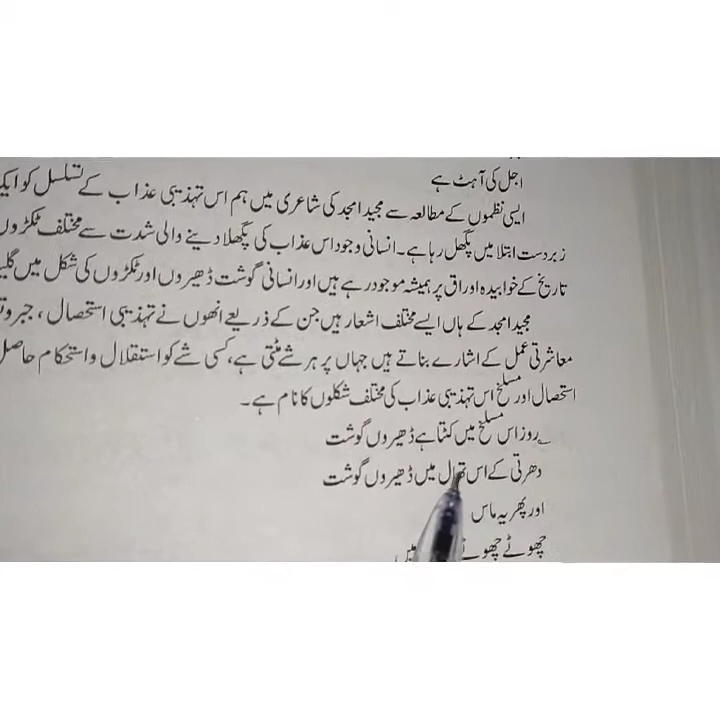 اجل کی آہٹ ہے
ایسی نظموں کے مطالعہ سے مجید امجد کی شاعری میں ہم اس تہذیبی عذاب کے تسلسل کو
زبردست ابتلا میں پگھل رہا ہے۔ انسانی وجود اس عذاب کی پگھلا دینے والی شدت سے مختلف ٹکڑوں
تاریخ کے خوابیدہ اوراق پر ہمیشہ موجود رہے ہیں اور انسانی گوشت ڈھیروں اور ٹکڑوں کی شکل میں
مجید امجد کے ہاں ایسے مختلف اشعار ہیں جن کے ذریعے انھوں نے تہذیبی استحصال، جبر
معاشرتی عمل کے اشارے بناتے ہیں جہاں پر ہر شے مٹتی ہے، کسی شے کو استقلال و استحکام حاصل
استحصال اور مسلخ اس تہذیبی عذاب کی مختلف شکلوں کا نام ہے۔
روز اس مسلخ میں کٹتا ہے ڈھیروں گوشت
دھرتی کے اس تھال میں ڈھیروں گوشت
اور پھر یہ ماس
چھوٹے چھوٹے میں